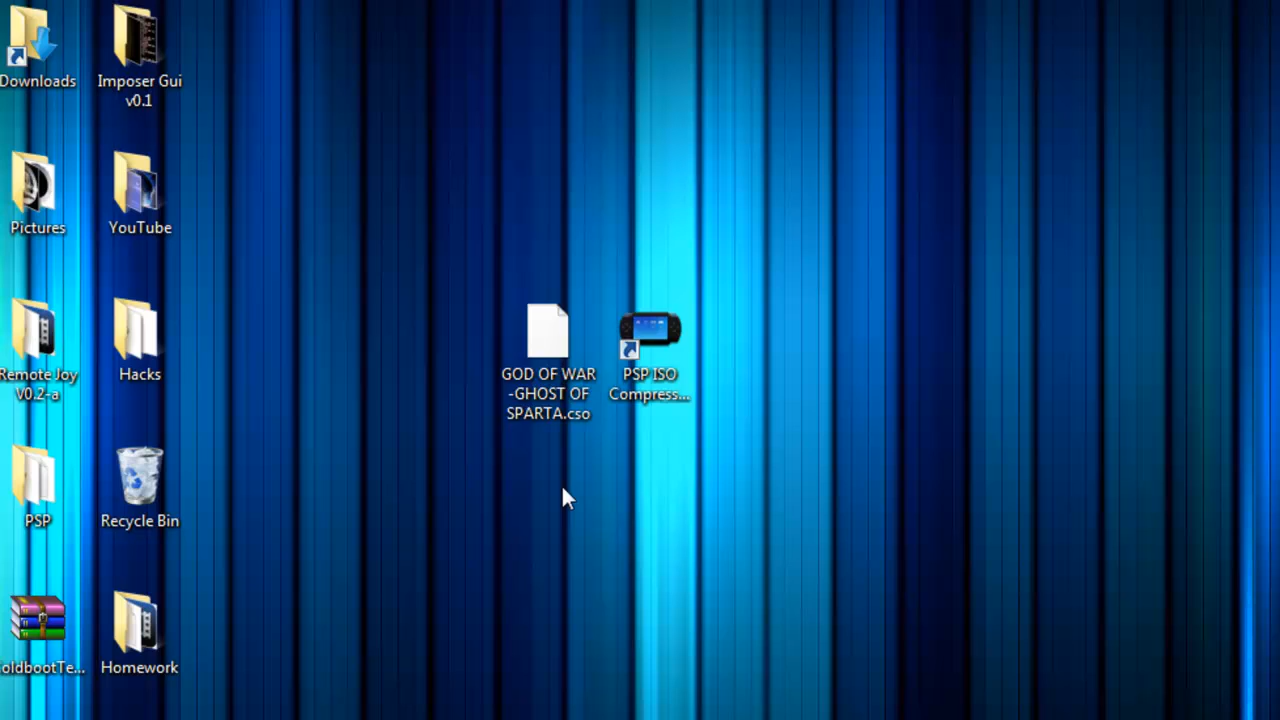 Downloads
Imposer Gui
v0.1
Pictures
YouTube
GOD OF WAR
-GHOST OF
SPARTA.cso
PSP ISO
Compress...
Remote Joy
V0.2-a
Hacks
PSP
Recycle Bin
oldbootTe...
Homework